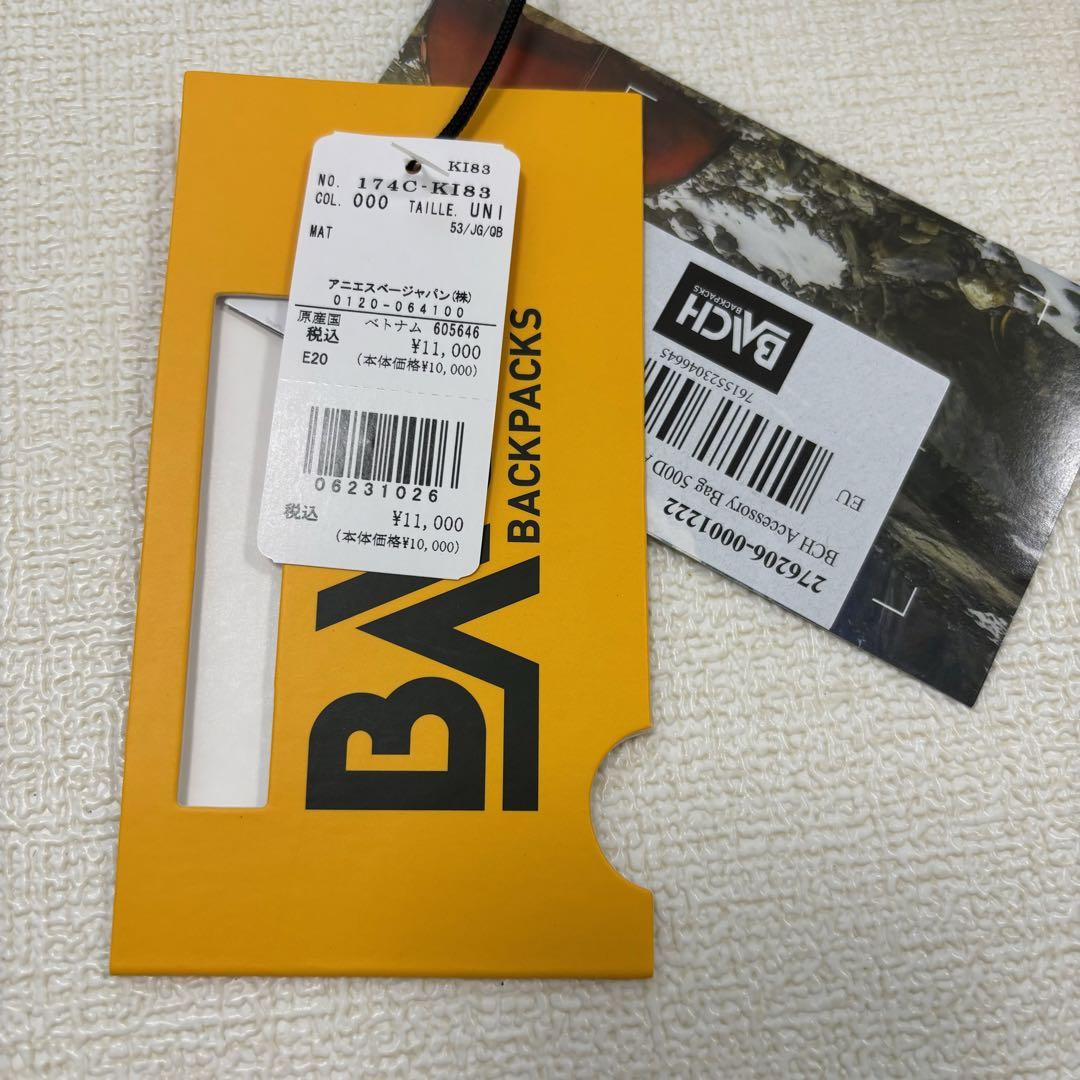 KI83
NO. 174C-KI83
COL. 000 TAILLE. UNI
MAT 53/JG/QB
アニエスベージャパン(株)
0120-064100
原産国 ベトナム 605646
税込 ¥11,000
E20 (本体価格¥10,000)
06231026
税込 ¥11,000
(本体価格¥10,000)
BACKPACKS
BACH
BACKPACKS
7615523046645
EU
BCH Accessory Bag 500D
276206-0001222